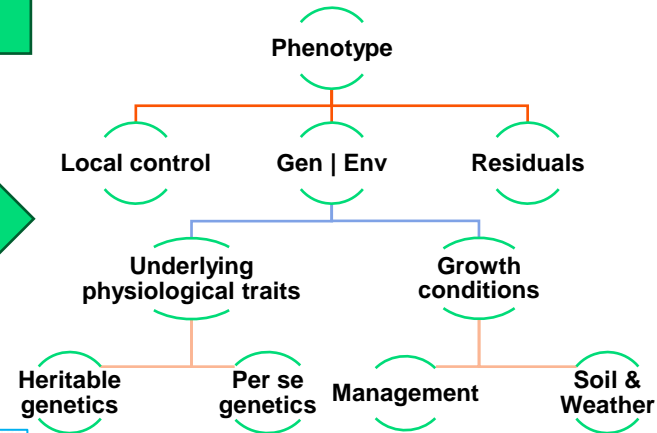 Phenotype
Local control
Gen | Env
Residuals
Underlying
physiological traits
Growth
conditions
Heritable
genetics
Per se
genetics
Management
Soil &
Weather